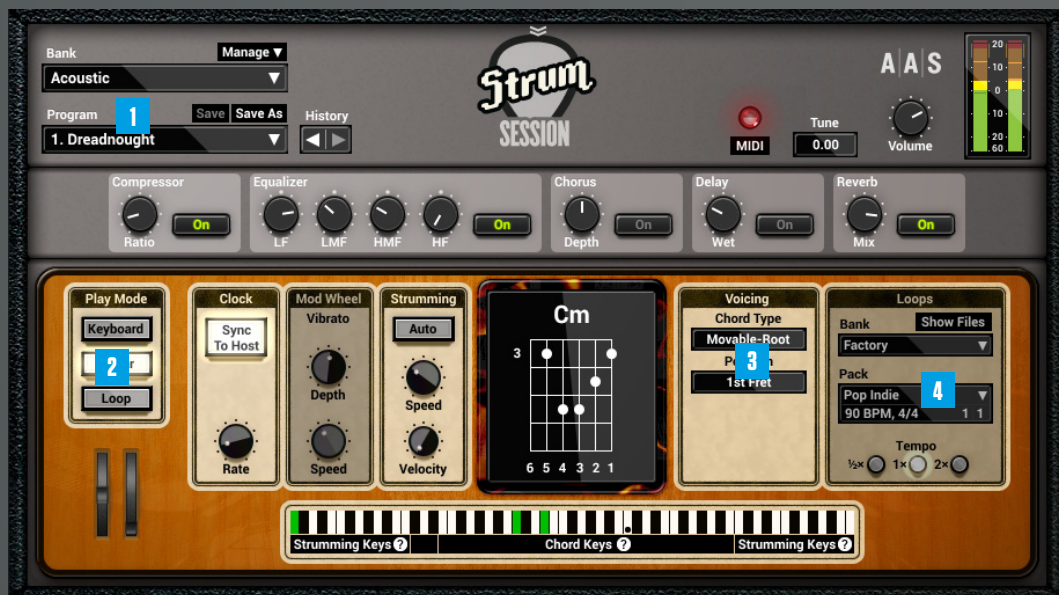 Bank
Manage ▼
Acoustic
Program
1
Save
Save As
History
1. Dreadnought
Strum
SESSION
MIDI
Tune
0.00
A|A|S
Volume
20
10
0
20
60
Compressor
Ratio
On
Equalizer
LF
LMF
HMF
HF
On
Chorus
Depth
On
Delay
Wet
On
Reverb
Mix
On
Play Mode
Keyboard
2
Loop
Clock
Sync
To Host
Rate
Mod Wheel
Vibrato
Depth
Speed
Strumming
Auto
Speed
Velocity
Cm
3
6 5 4 3 2 1
Voicing
Chord Type
Movable-Root
3
1st Fret
Loops
Bank
Show Files
Factory
Pack
4
Pop Indie
90 BPM, 4/4 1 1
Tempo
½× 1× 2×
Strumming Keys ?
Chord Keys ?
Strumming Keys ?